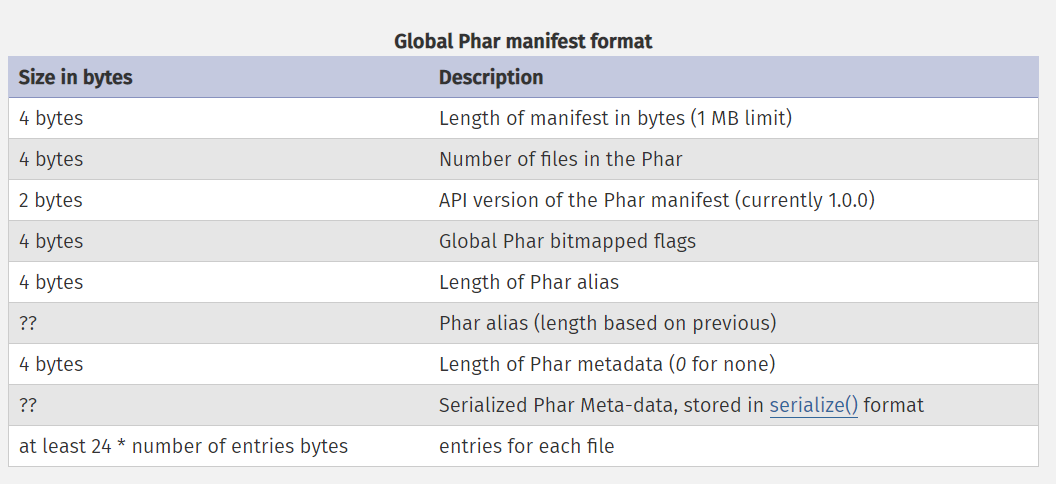 Global Phar manifest format
Size in bytes Description
4 bytes Length of manifest in bytes (1 MB limit)
4 bytes Number of files in the Phar
2 bytes API version of the Phar manifest (currently 1.0.0)
4 bytes Global Phar bitmapped flags
4 bytes Length of Phar alias
?? Phar alias (length based on previous)
4 bytes Length of Phar metadata (0 for none)
?? Serialized Phar Meta-data, stored in serialize() format
at least 24 * number of entries bytes entries for each file